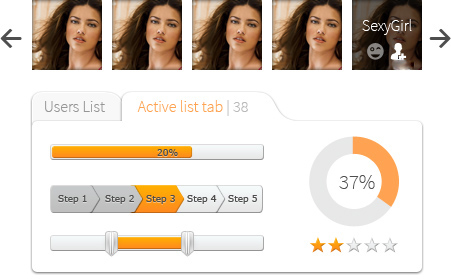 SexyGirl
Users List
Active list tab | 38
20%
37%
Step 1 Step 2 Step 3 Step 4 Step 5